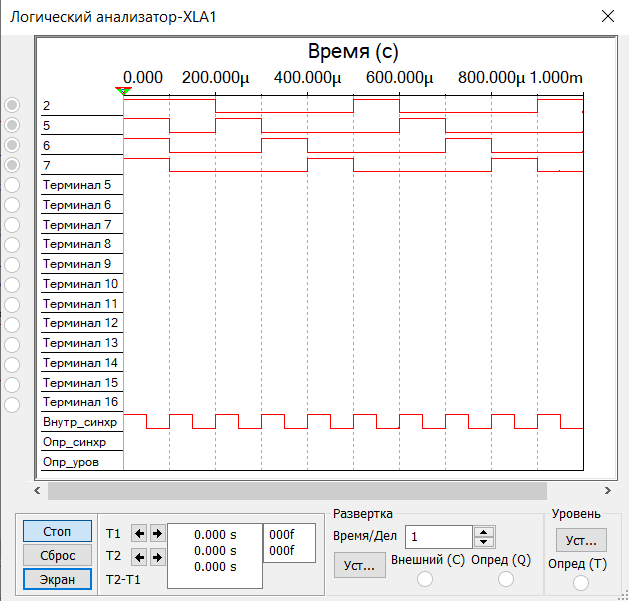 Логический анализатор-XLA1
Время (с)
0.000 200.000µ 400.000µ 600.000µ 800.000µ 1.000m
2
5
6
7
Терминал 5
Терминал 6
Терминал 7
Терминал 8
Терминал 9
Терминал 10
Терминал 11
Терминал 12
Терминал 13
Терминал 14
Терминал 15
Терминал 16
Внутр_синхр
Опр_синхр
Опр_уров
Стоп
Сброс
Экран
T1
T2
T2-T1
0.000 s
0.000 s
0.000 s
000f
000f
Развертка
Время/Дел 1
Уст...
Внешний (C) Опред (Q)
Уровень
Уст...
Опред (T)